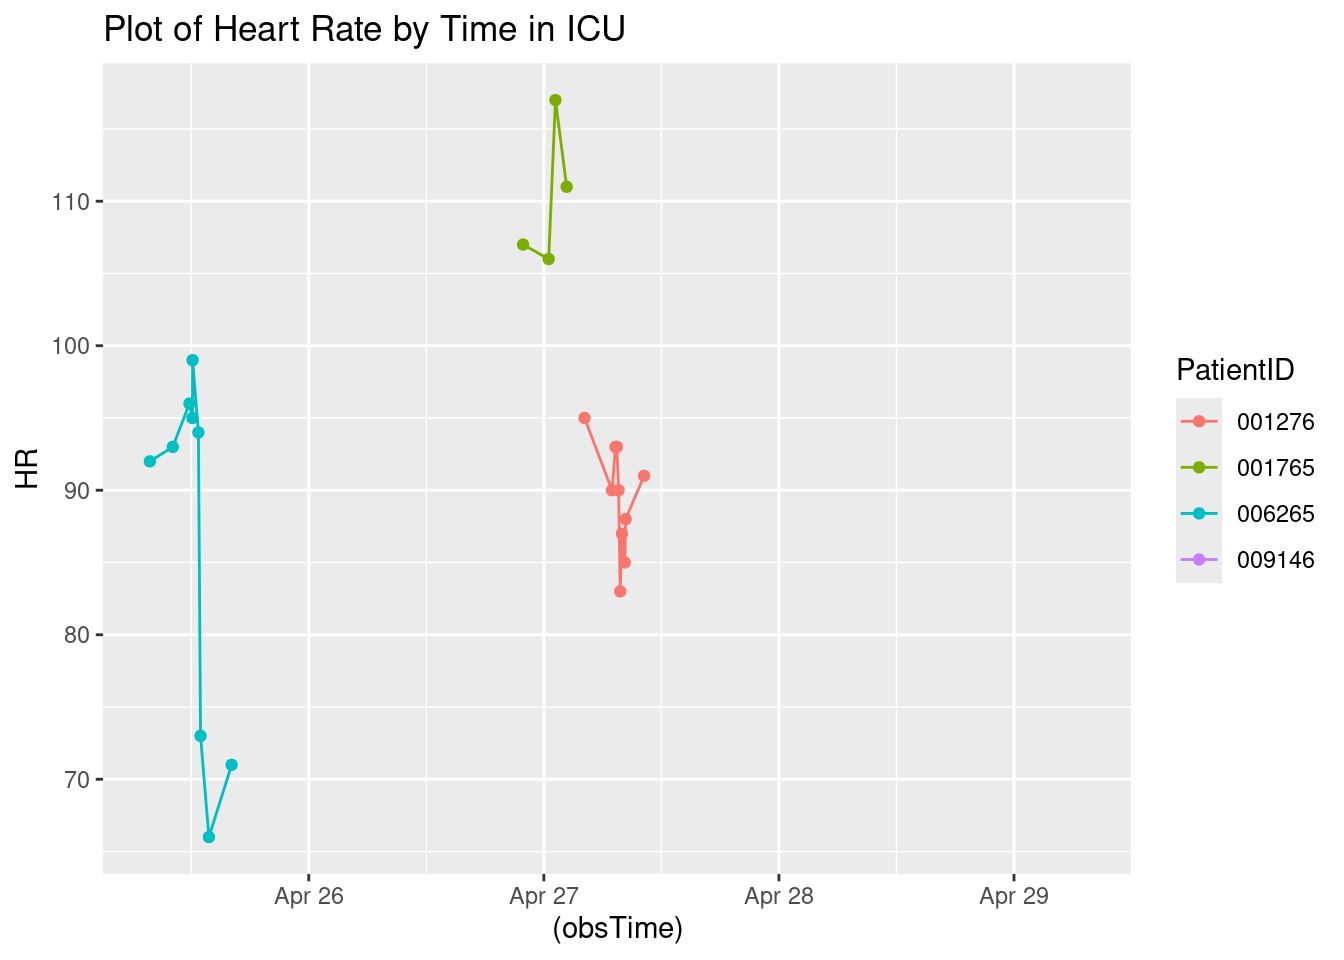 Plot of Heart Rate by Time in ICU
110
100
90
80
70
HR
Apr 26
Apr 27
Apr 28
Apr 29
(obsTime)
PatientID
001276
001765
006265
009146